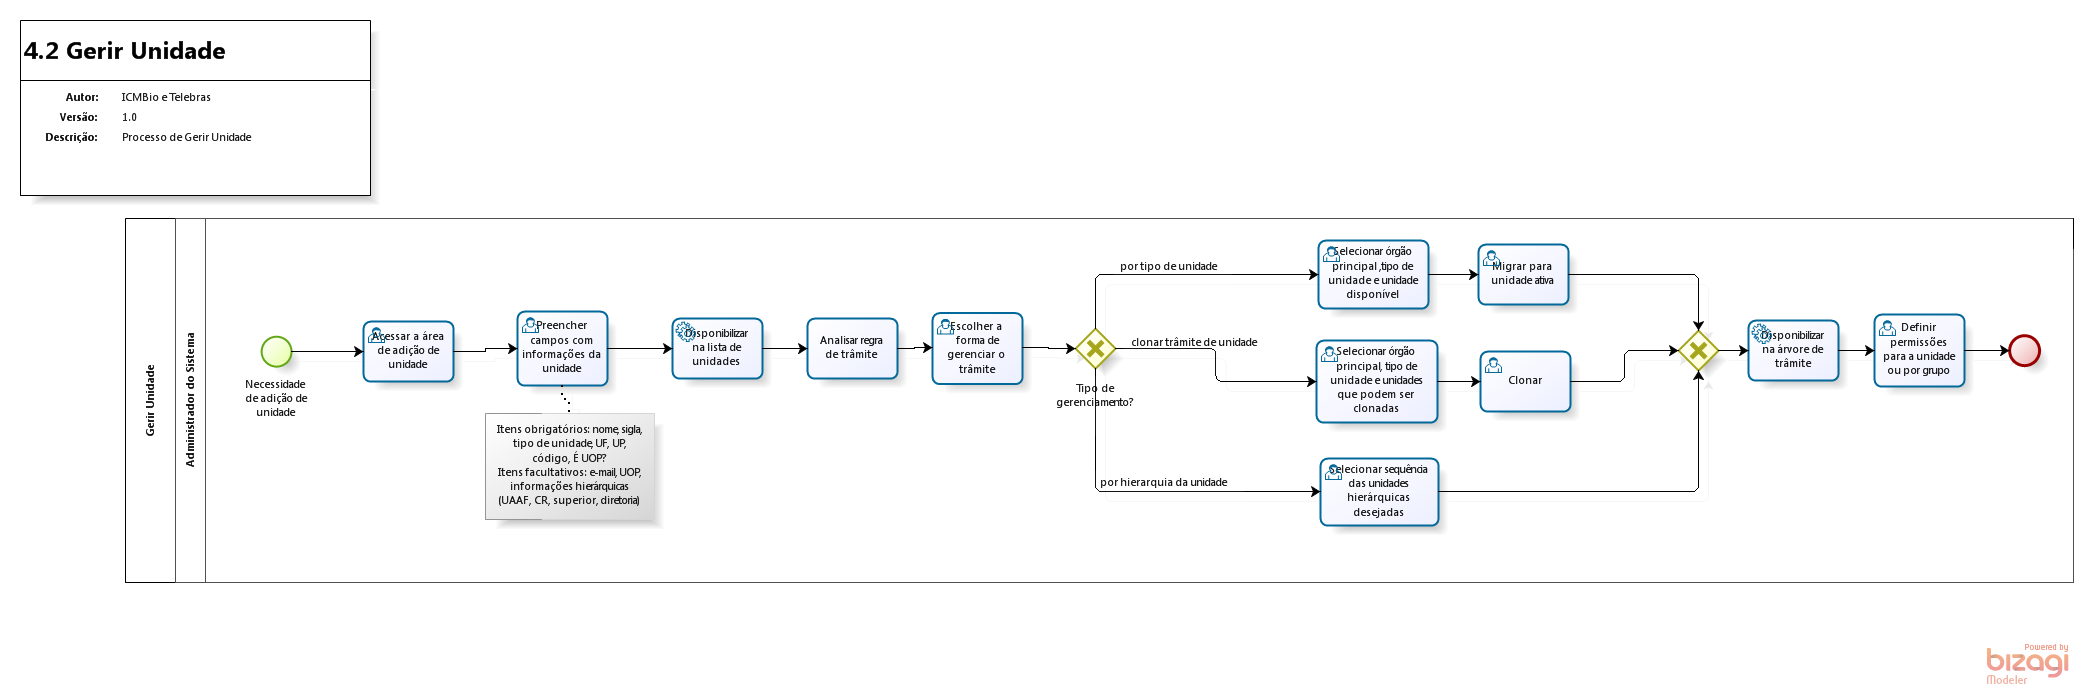 4.2 Gerir Unidade
Autor: ICMBio e Telebras
Versão: 1.0
Descrição: Processo de Gerir Unidade
Gerir Unidade
Administrador do Sistema
Necessidade
de adição de
unidade
Acessar a área
de adição de
unidade
Preencher
campos com
informações da
unidade
Itens obrigatórios: nome, sigla,
tipo de unidade, UF, UP,
código, É UOP?
Itens facultativos: e-mail, UOP,
informações hierárquicas
(UAAF, CR, superior, diretoria)
Disponibilizar
na lista de
unidades
Analisar regra
de trâmite
Escolher a
forma de
gerenciar o
trâmite
Tipo de
gerenciamento?
por tipo de unidade
Selecionar órgão
principal ,tipo de
unidade e unidade
disponível
Migrar para
unidade ativa
clonar trâmite de unidade
Selecionar órgão
principal, tipo de
unidade e unidades
que podem ser
clonadas
Clonar
por hierarquia da unidade
Selecionar sequência
das unidades
hierárquicas
desejadas
Disponibilizar
na árvore de
trâmite
Definir
permissões
para a unidade
ou por grupo
Powered by
bizagi
Modeler